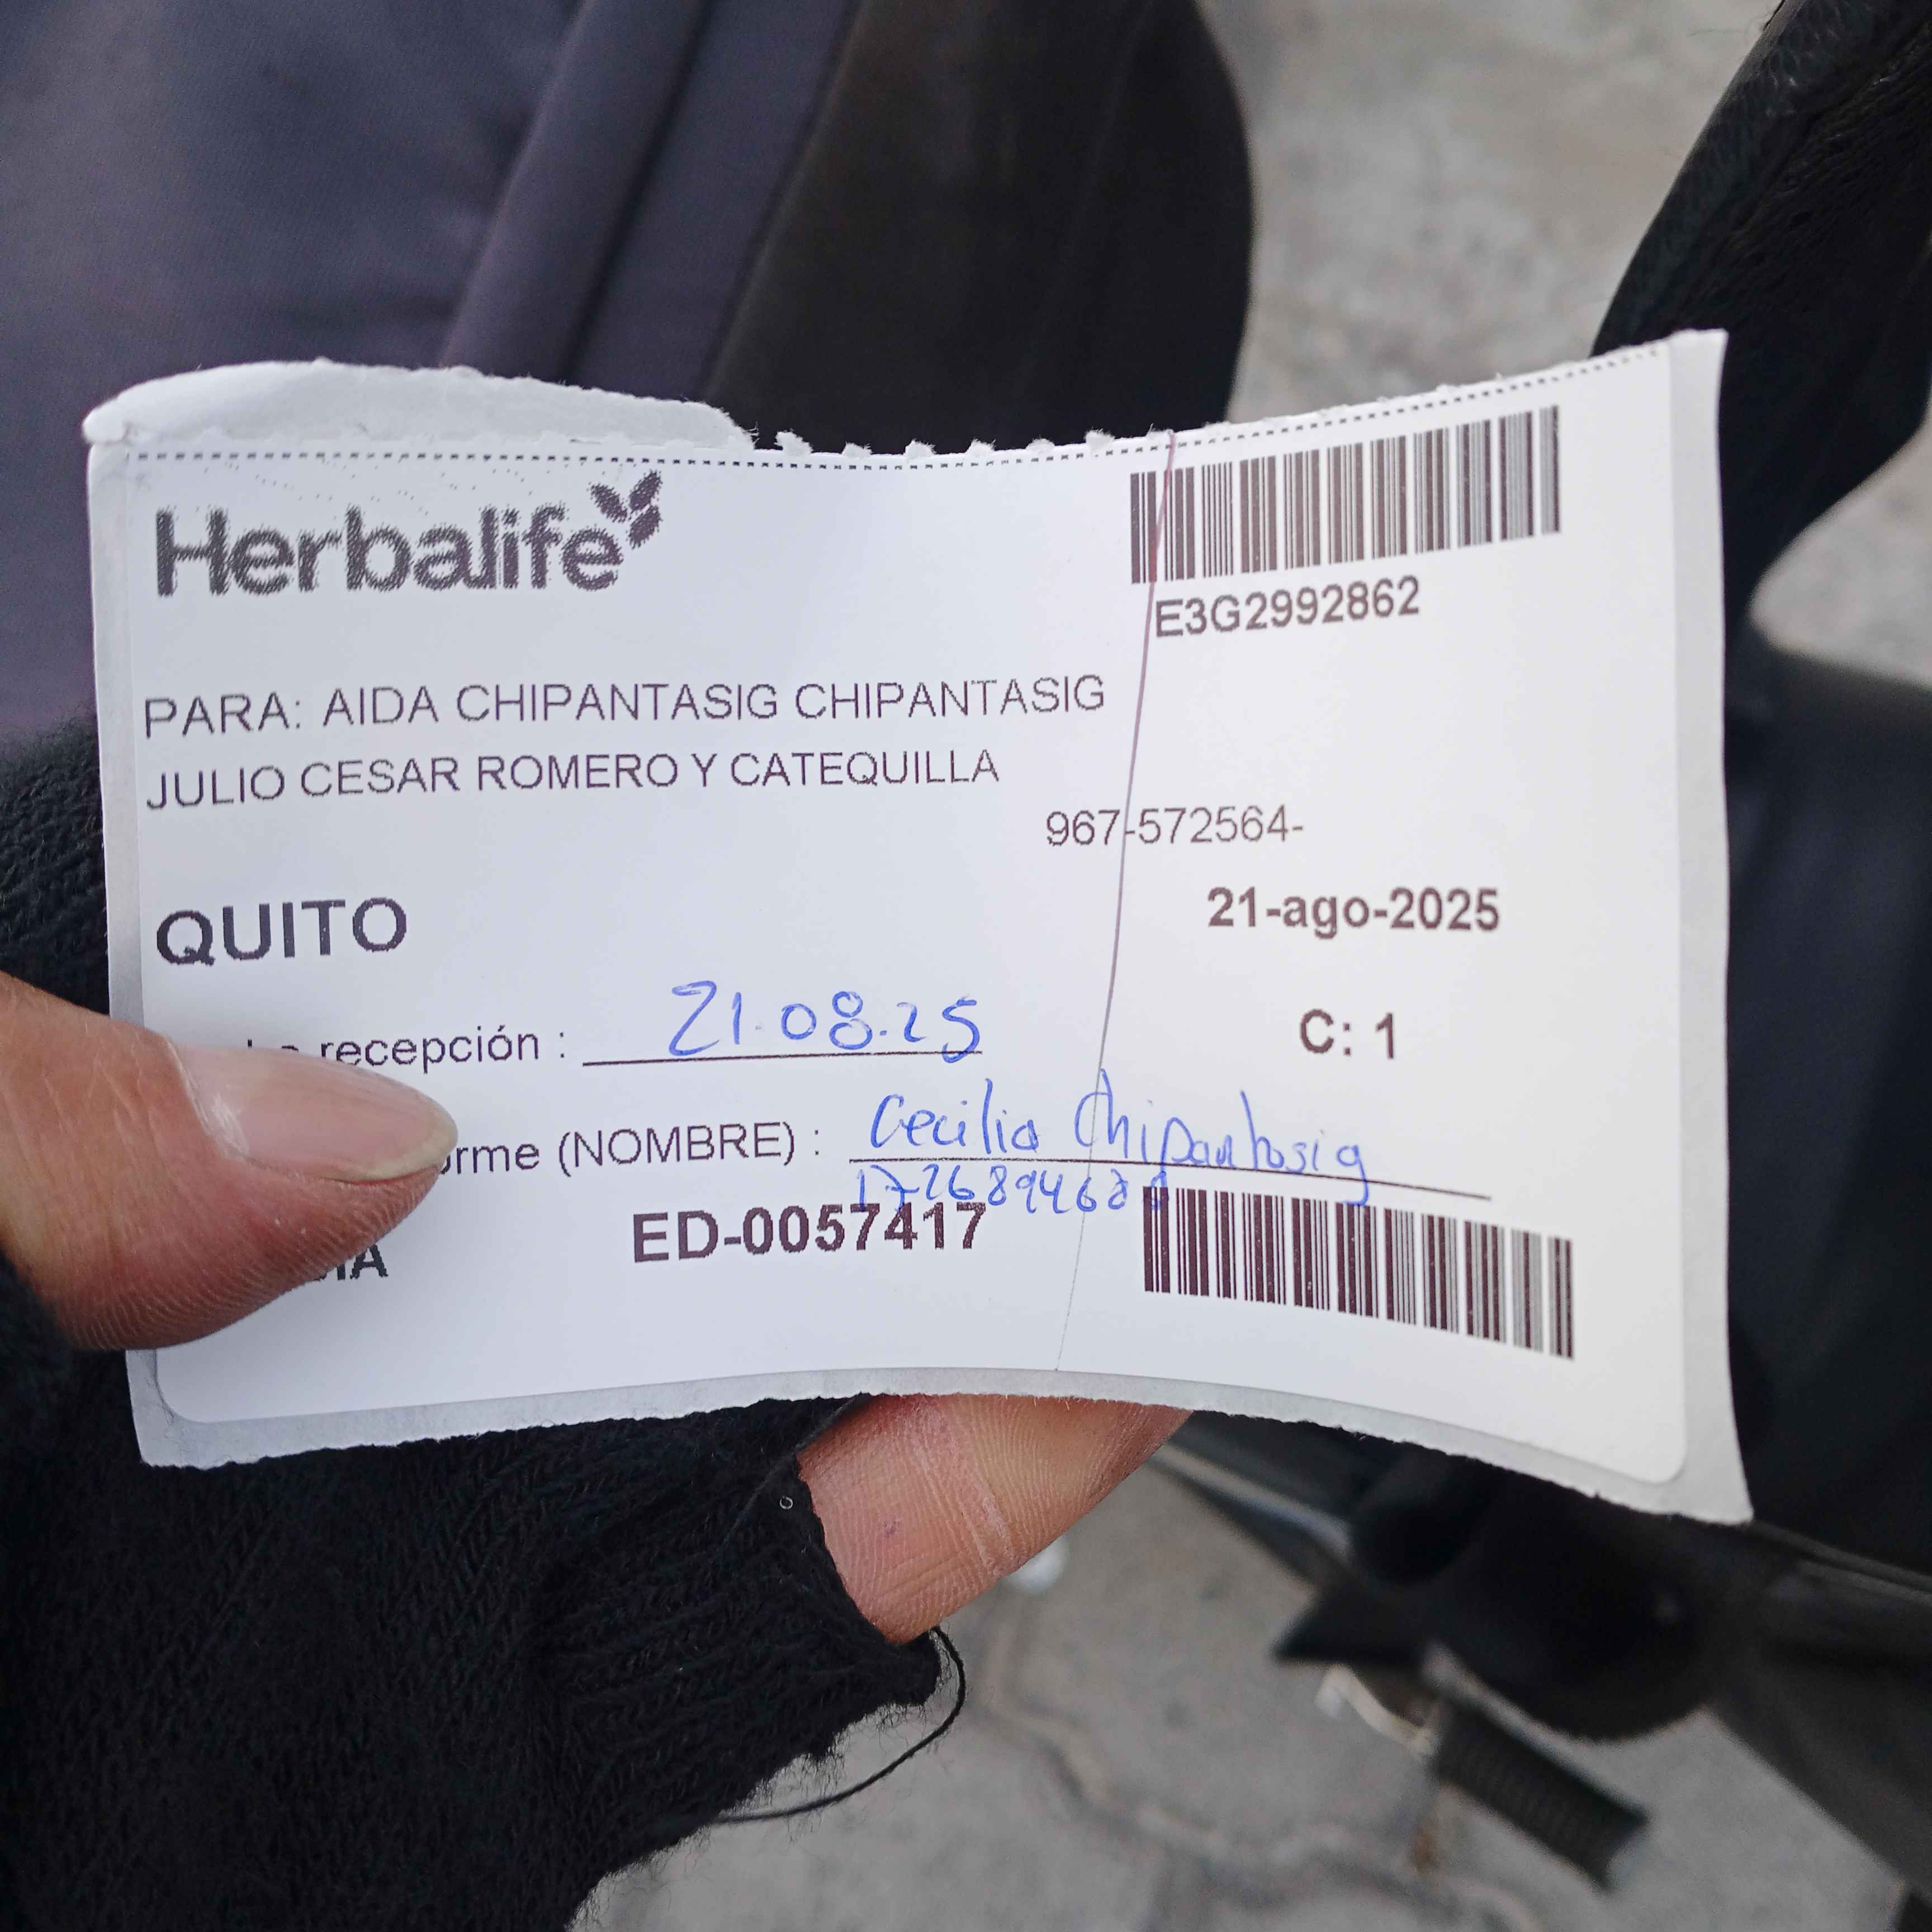 Herbalife
E3G2992862
PARA: AIDA CHIPANTASIG CHIPANTASIG
JULIO CESAR ROMERO Y CATEQUILLA
967-572564-
QUITO
21-ago-2025
recepción : 21.08.25
C: 1
(NOMBRE) : Cecilia Chipantasig
ED-0057417